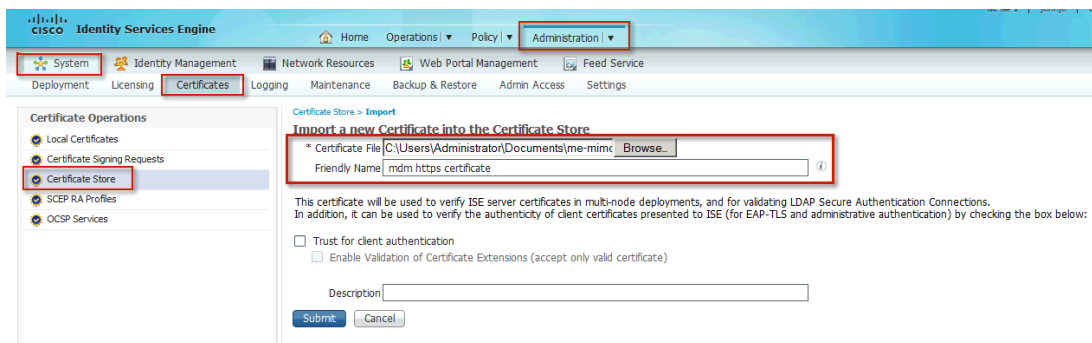 cisco Identity Services Engine
Home Operations Policy Administration
System Identity Management Network Resources Web Portal Management Feed Service
Deployment Licensing Certificates Logging Maintenance Backup & Restore Admin Access Settings
Certificate Operations
Local Certificates
Certificate Signing Requests
Certificate Store
SCEP RA Profiles
OCSP Services
Certificate Store > Import
Import a new Certificate into the Certificate Store
* Certificate File C:\Users\Administrator\Documents\me-mimc Browse...
Friendly Name mdm https certificate
This certificate will be used to verify ISE server certificates in multi-node deployments, and for validating LDAP Secure Authentication Connections.
In addition, it can be used to verify the authenticity of client certificates presented to ISE (for EAP-TLS and administrative authentication) by checking the box below:
Trust for client authentication
Enable Validation of Certificate Extensions (accept only valid certificate)
Description
Submit Cancel